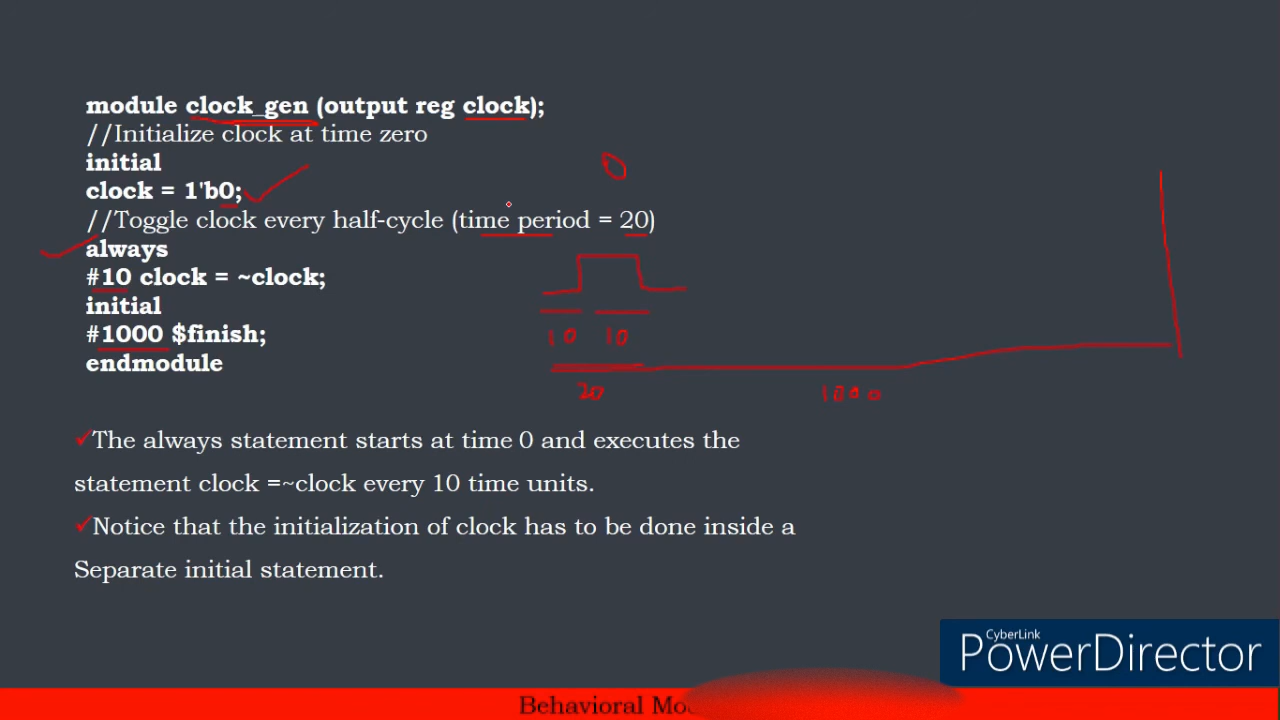 module clock_gen (output reg clock);
//Initialize clock at time zero
initial
clock = 1'b0;
0
//Toggle clock every half-cycle (time period = 20)
always
#10 clock = ~clock;
initial
#1000 $finish;
10 10
endmodule
20 1000
The always statement starts at time 0 and executes the
statement clock =~clock every 10 time units.
Notice that the initialization of clock has to be done inside a
Separate initial statement.
CyberLink
PowerDirector
Behavioral